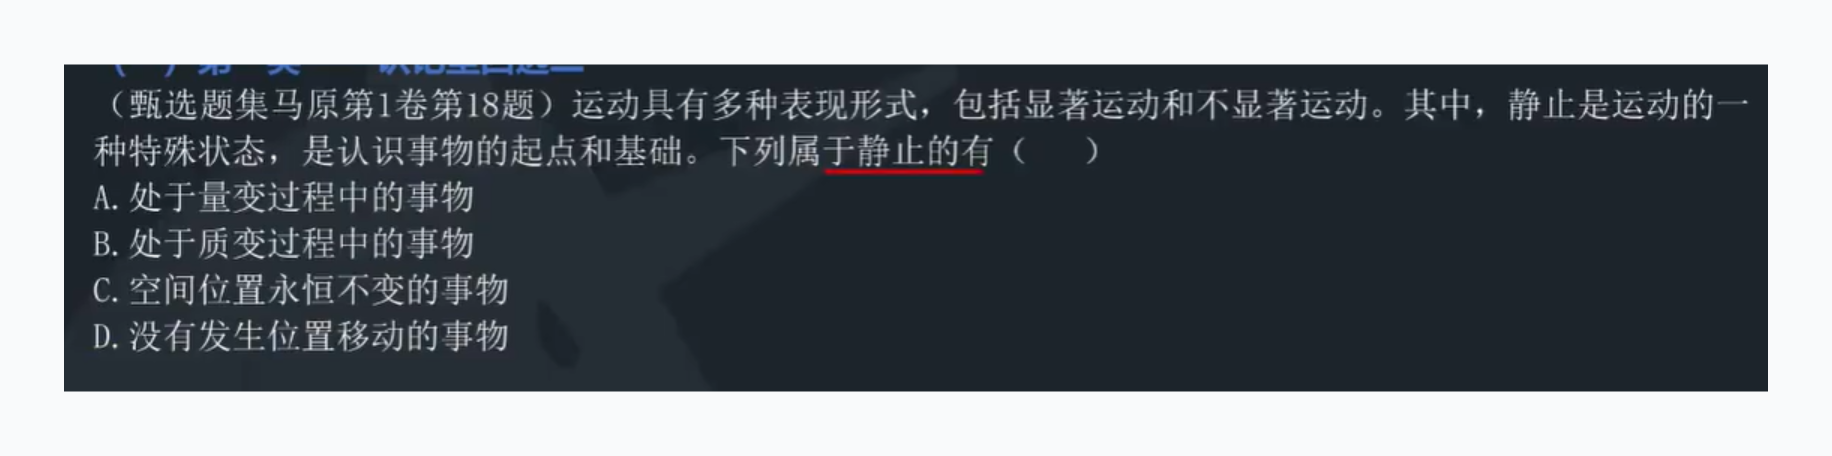 （甄选题集马原第1卷第18题）运动具有多种表现形式，包括显著运动和不显著运动。其中，静止是运动的一
种特殊状态，是认识事物的起点和基础。下列属于静止的有（　　）
A.处于量变过程中的事物
B.处于质变过程中的事物
C.空间位置永恒不变的事物
D.没有发生位置移动的事物